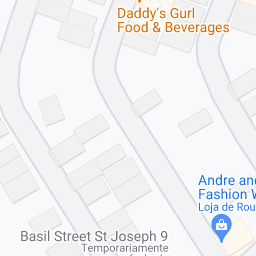 Daddy's Gurl
Food & Beverages
Andre and
Fashion W
Loja de Rou
Basil Street St Joseph 9
Temporariamente